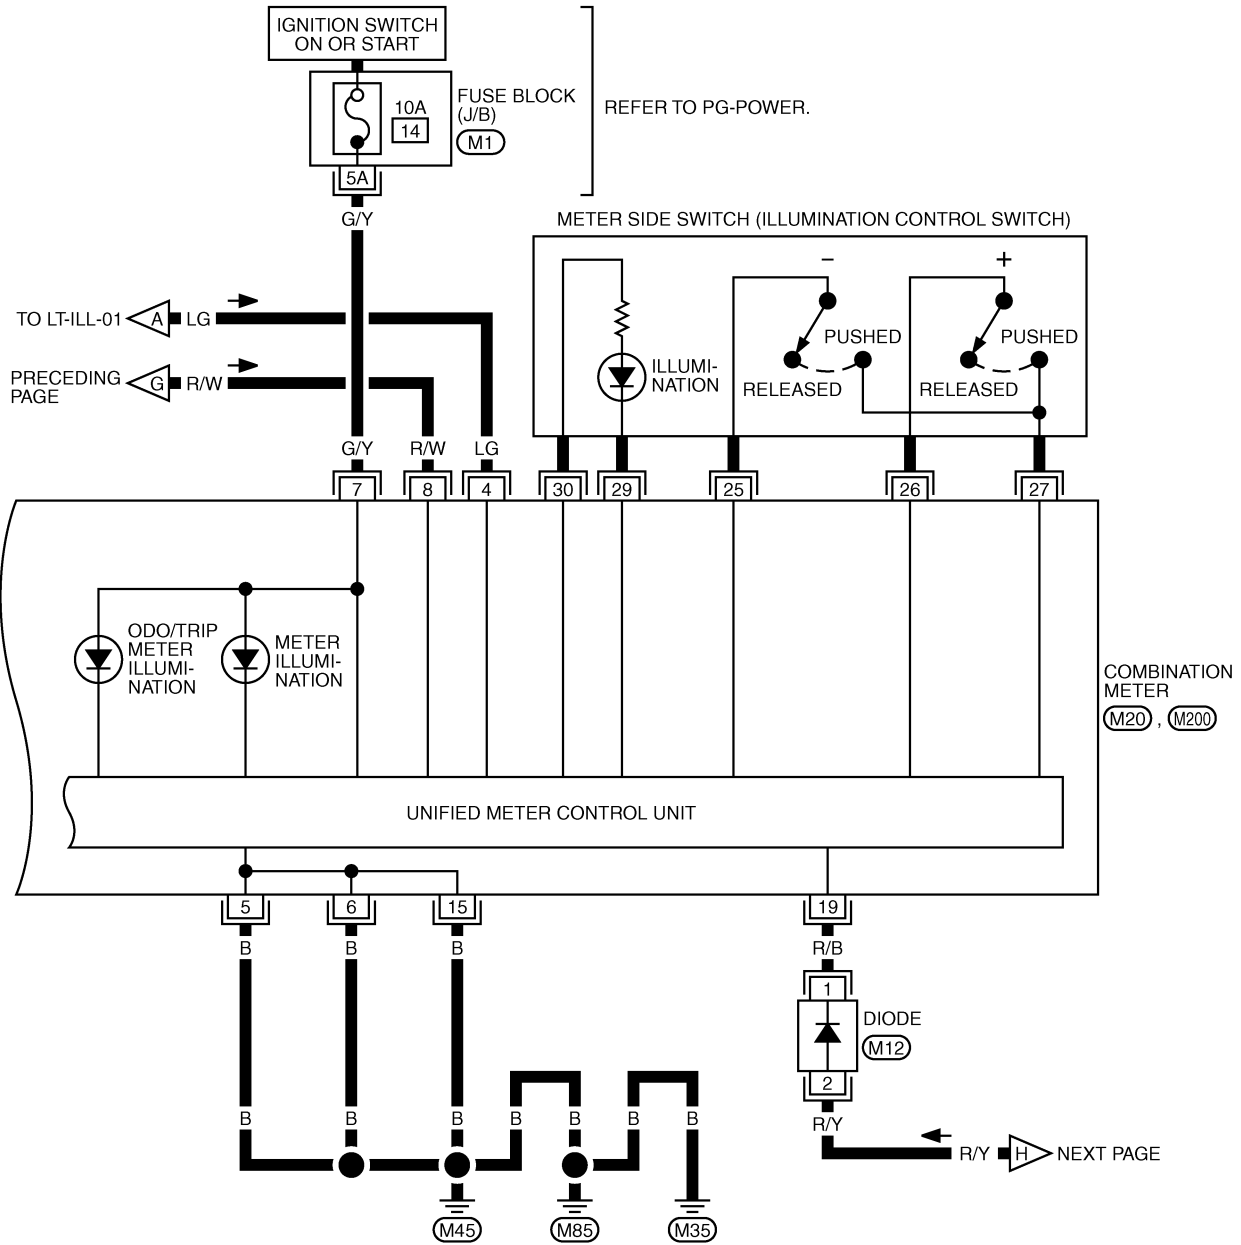 IGNITION SWITCH
ON OR START
10A
14
FUSE BLOCK
(J/B)
M1
REFER TO PG-POWER.
5A
G/Y
METER SIDE SWITCH (ILLUMINATION CONTROL SWITCH)
−
+
TO LT-ILL-01
A
LG
PUSHED
PUSHED
PRECEDING
PAGE
G
R/W
ILLUMI-
NATION
RELEASED
RELEASED
G/Y
R/W
LG
7
8
4
30
29
25
26
27
ODO/TRIP
METER
ILLUMI-
NATION
METER
ILLUMI-
NATION
COMBINATION
METER
M20 , M200
UNIFIED METER CONTROL UNIT
5
6
15
19
B
B
B
R/B
1
DIODE
M12
2
B
B
B
B
B
B
B
R/Y
R/Y
H
NEXT PAGE
M45
M85
M35